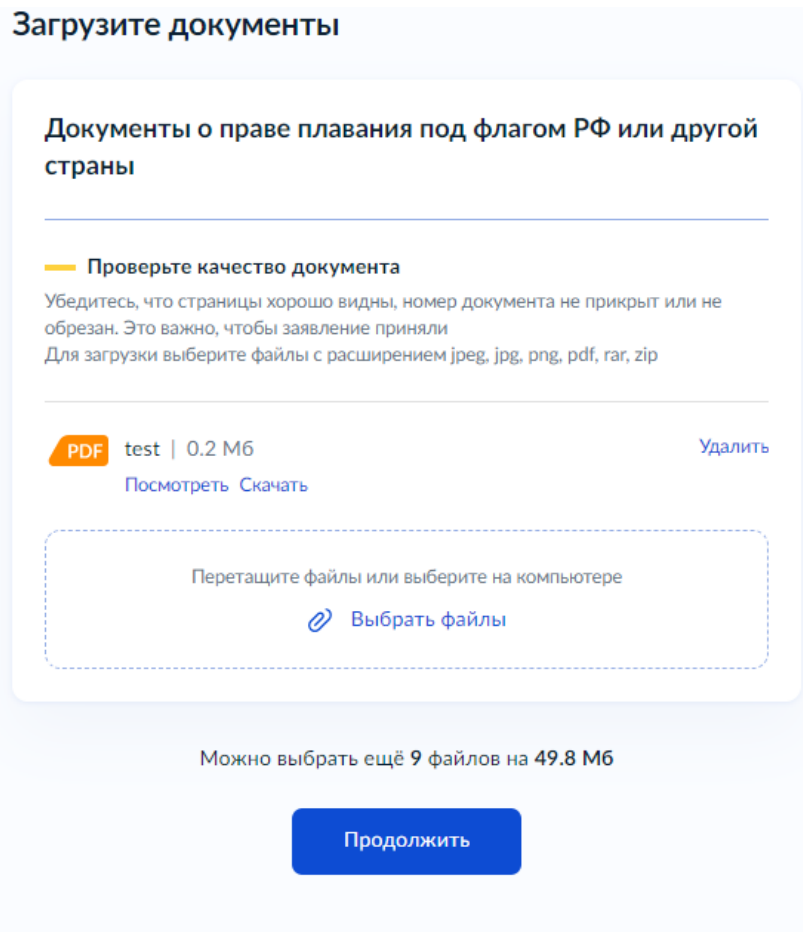 Загрузите документы
Документы о праве плавания под флагом РФ или другой
страны
Проверьте качество документа
Убедитесь, что страницы хорошо видны, номер документа не прикрыт или не
обрезан. Это важно, чтобы заявление приняли
Для загрузки выберите файлы с расширением jpeg, jpg, png, pdf, rar, zip
PDF test | 0.2 Мб Удалить
Посмотреть Скачать
Перетащите файлы или выберите на компьютере
Выбрать файлы
Можно выбрать ещё 9 файлов на 49.8 Мб
Продолжить